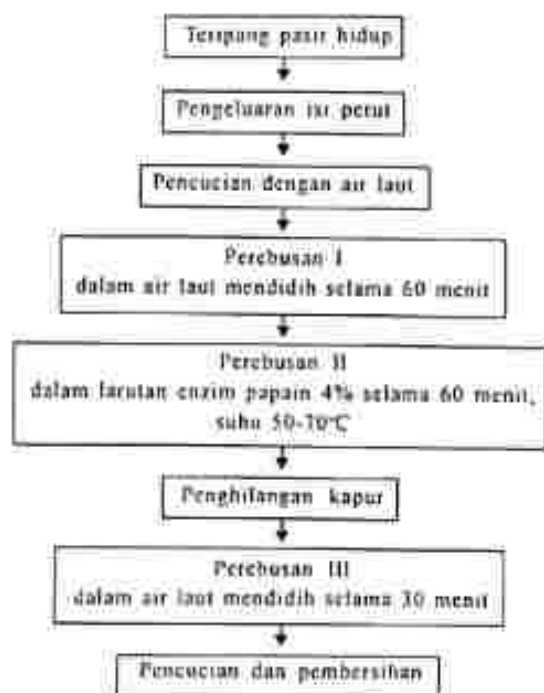 Teripang pasir hidup
Pengeluaran isi perut
Pencucian dengan air laut
Perebusan I
dalam air laut mendidih selama 60 menit
Perebusan II
dalam larutan enzim papain 4% selama 60 menit,
suhu 50-70°C
Penghilangan kapur
Perebusan III
dalam air laut mendidih selama 30 menit
Pencucian dan pembersihan